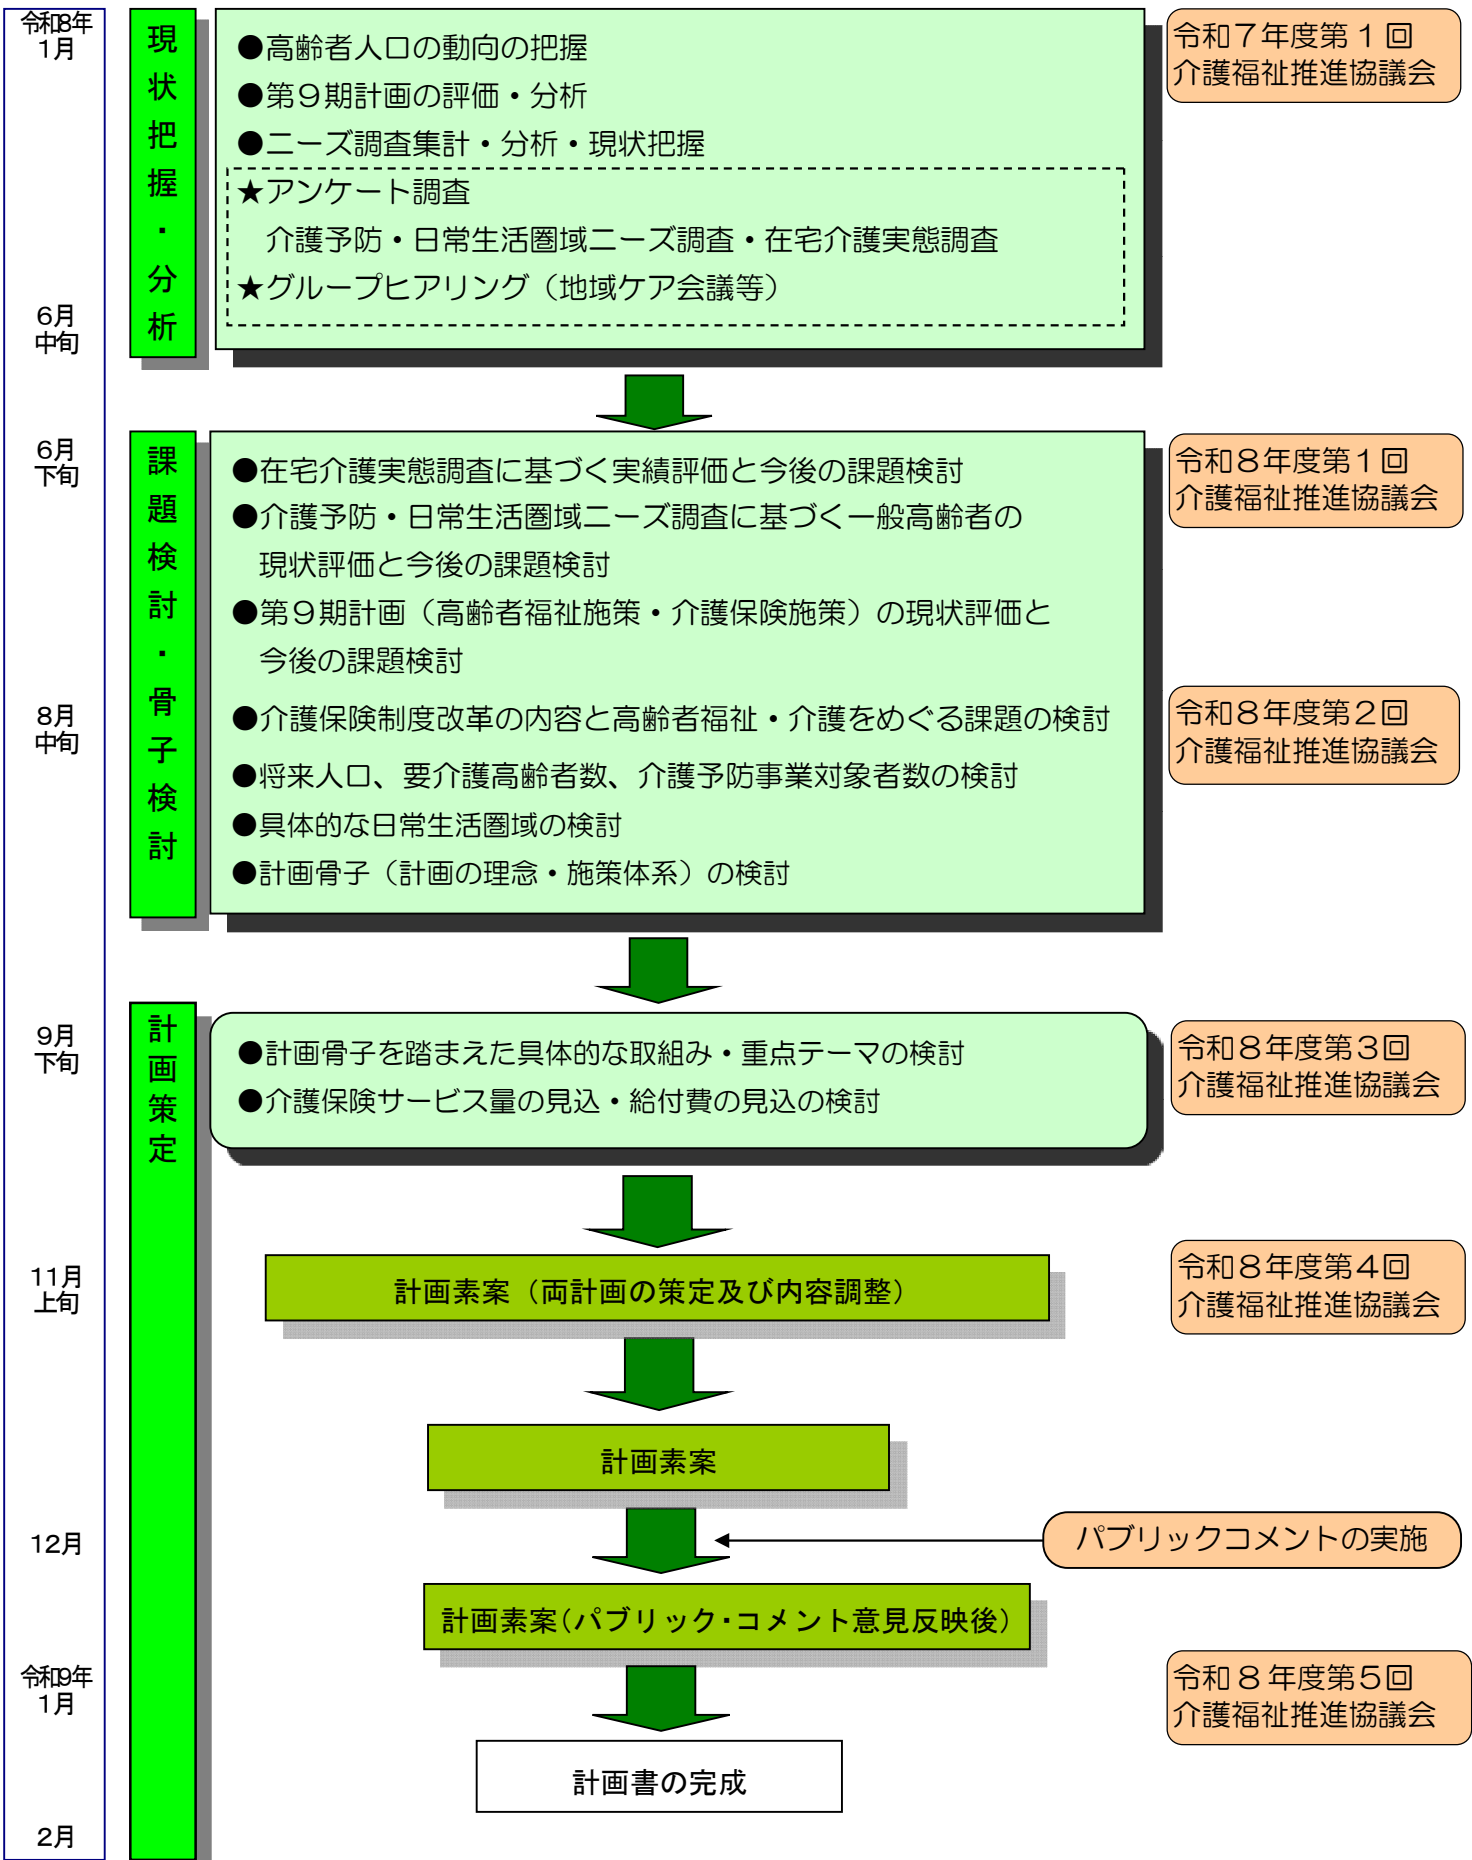 令和8年
1月
現状把握・分析
●高齢者人口の動向の把握
●第9期計画の評価・分析
●ニーズ調査集計・分析・現状把握
★アンケート調査
介護予防・日常生活圏域ニーズ調査・在宅介護実態調査
★グループヒアリング（地域ケア会議等）
令和７年度第１回
介護福祉推進協議会
6月
中旬
6月
下旬
課題検討・骨子検討
●在宅介護実態調査に基づく実績評価と今後の課題検討
●介護予防・日常生活圏域ニーズ調査に基づく一般高齢者の
現状評価と今後の課題検討
●第９期計画（高齢者福祉施策・介護保険施策）の現状評価と
今後の課題検討
●介護保険制度改革の内容と高齢者福祉・介護をめぐる課題の検討
●将来人口、要介護高齢者数、介護予防事業対象者数の検討
●具体的な日常生活圏域の検討
●計画骨子（計画の理念・施策体系）の検討
令和８年度第１回
介護福祉推進協議会
8月
中旬
令和８年度第２回
介護福祉推進協議会
9月
下旬
計画策定
●計画骨子を踏まえた具体的な取組み・重点テーマの検討
●介護保険サービス量の見込・給付費の見込の検討
令和８年度第３回
介護福祉推進協議会
11月
上旬
計画素案（両計画の策定及び内容調整）
令和８年度第４回
介護福祉推進協議会
計画素案
12月
パブリックコメントの実施
計画素案（パブリック・コメント意見反映後）
令和9年
1月
令和８年度第５回
介護福祉推進協議会
計画書の完成
2月